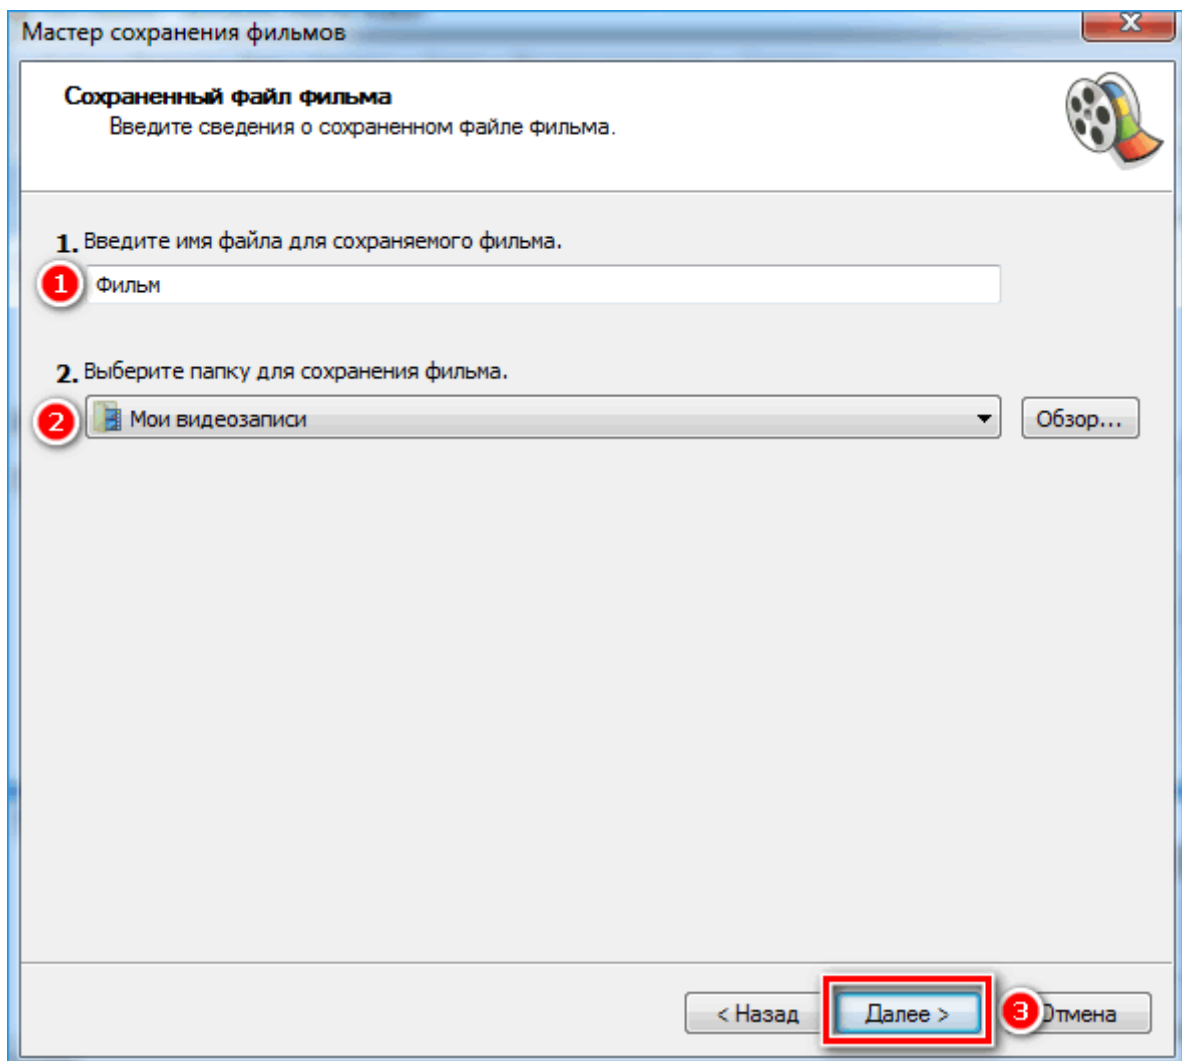 Мастер сохранения фильмов
X
Сохраненный файл фильма
Введите сведения о сохраненном файле фильма.
1. Введите имя файла для сохраняемого фильма.
1 Фильм
2. Выберите папку для сохранения фильма.
2 Мои видеозаписи Обзор...
< Назад Далее > 3 Отмена